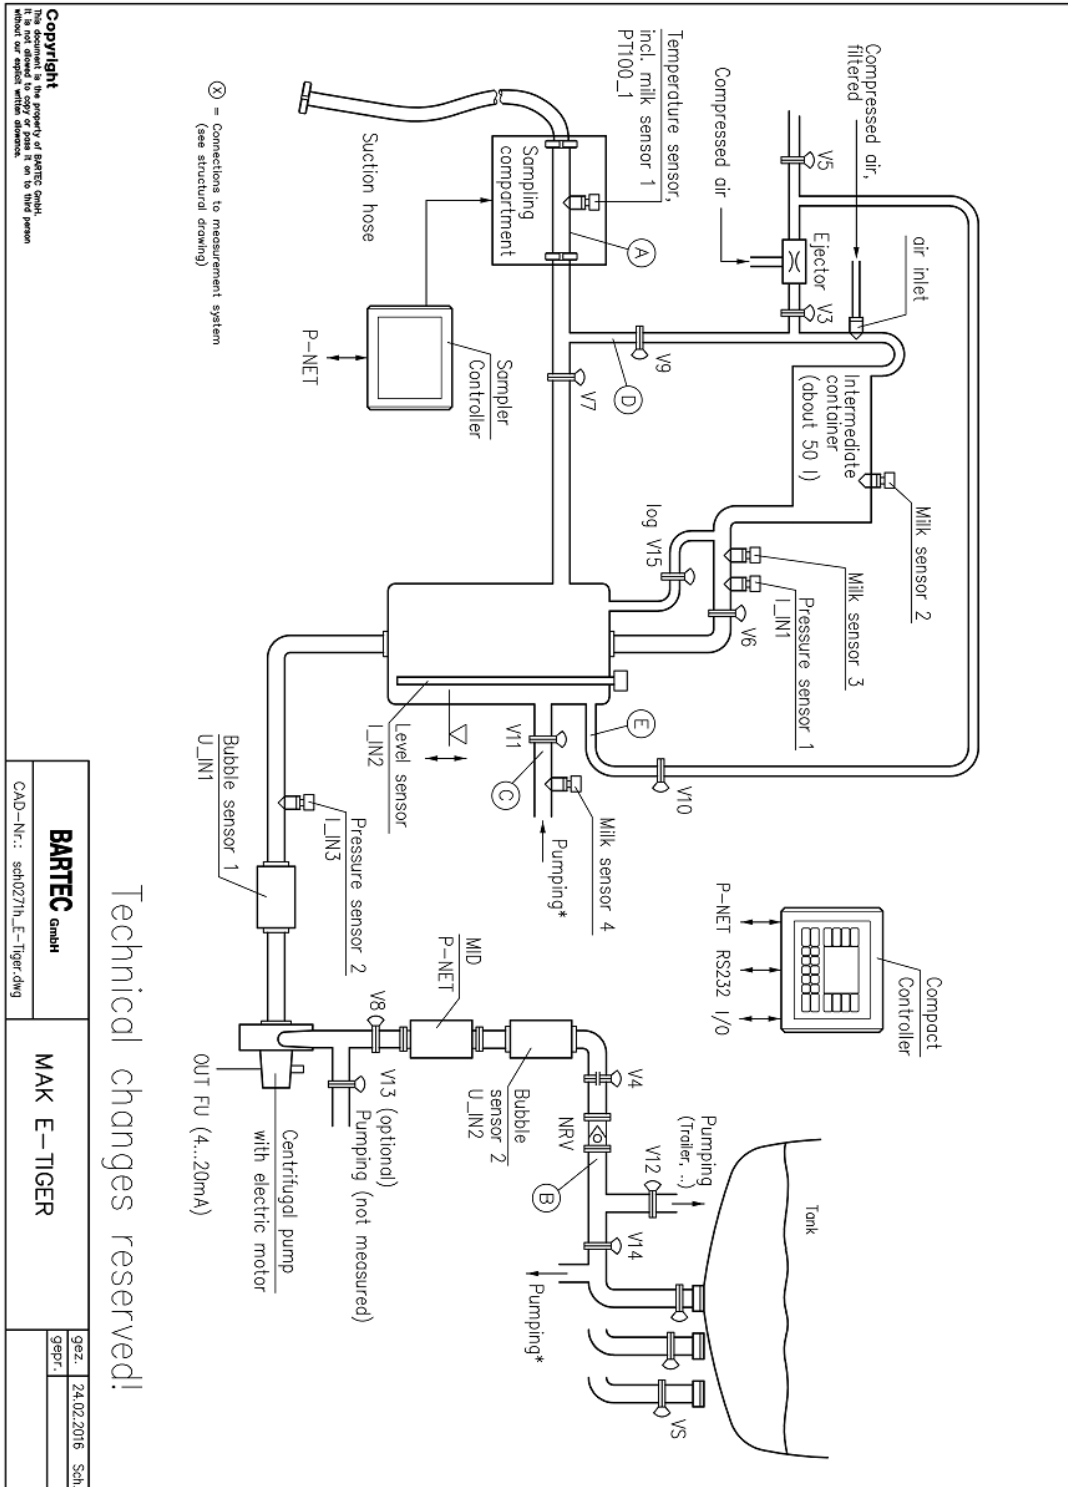 Compressed air,
filtered
air inlet
V5
Ejector
V3
Compressed air
Temperature sensor,
incl. milk sensor 1
PT100_1
Intermediate
container
(about 50 l)
Milk sensor 2
Milk sensor 3
Pressure sensor 1
I_IN1
V9
D
A
Sampling
compartment
Suction hose
V7
log V15
V6
E
V10
Sampler
Controller
P-NET
X = Connections to measurement system
(see structural drawing)
V11
C
Milk sensor 4
Pumping*
Level sensor
I_IN2
Compact
Controller
P-NET RS232 I/O
Bubble sensor 1
U_IN1
Pressure sensor 2
I_IN3
MID
P-NET
V8
V13 (optional)
Pumping (not measured)
Bubble
sensor 2
U_IN2
V4
NRV
B
V12
V14
Pumping
(Trailer, ..)
Tank
Pumping*
VS
Centrifugal pump
with electric motor
OUT FU (4...20mA)
Technical changes reserved!
Copyright
This document is the property of BARTEC GmbH.
It is not allowed to copy or pass it on to third person
without our explicit written allowance.
BARTEC GmbH
CAD-Nr.: sch0271h_E-Tiger.dwg
MAK E-TIGER
gez. 24.02.2016 Sch.
gepr.